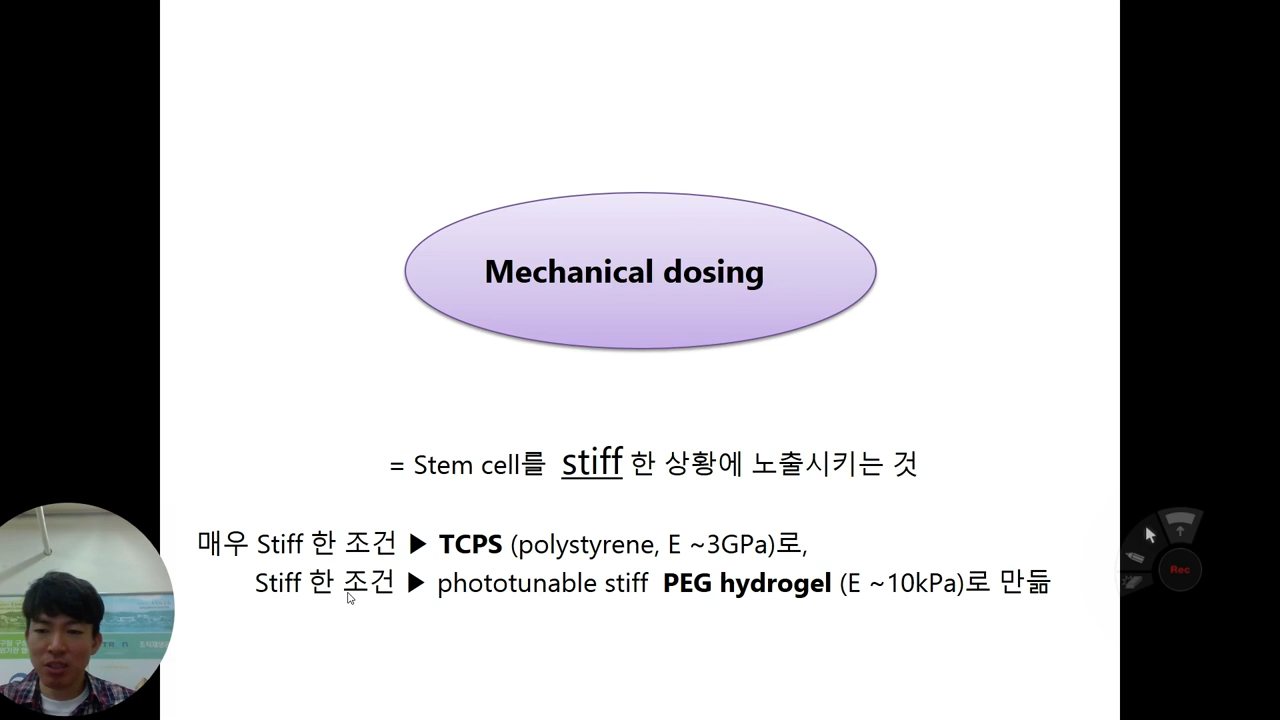 Mechanical dosing
= Stem cell를 stiff 한 상황에 노출시키는 것
매우 Stiff 한 조건 ▶ TCPS (polystyrene, E ~3GPa)로,
Stiff 한 조건 ▶ phototunable stiff PEG hydrogel (E ~10kPa)로 만듦
Rec